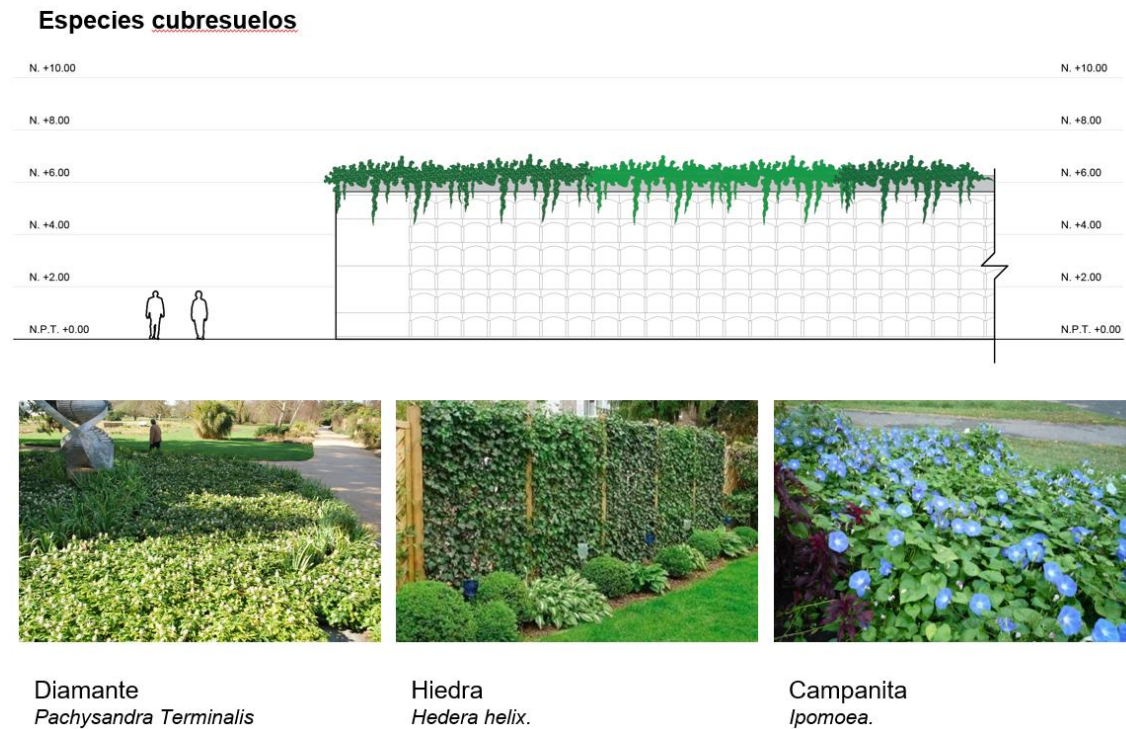 Especies cubresuelos
N. +10.00 N. +10.00
N. +8.00 N. +8.00
N. +6.00 N. +6.00
N. +4.00 N. +4.00
N. +2.00 N. +2.00
N.P.T. +0.00 N.P.T. +0.00
Diamante
Pachysandra Terminalis
Hiedra
Hedera helix.
Campanita
Ipomoea.